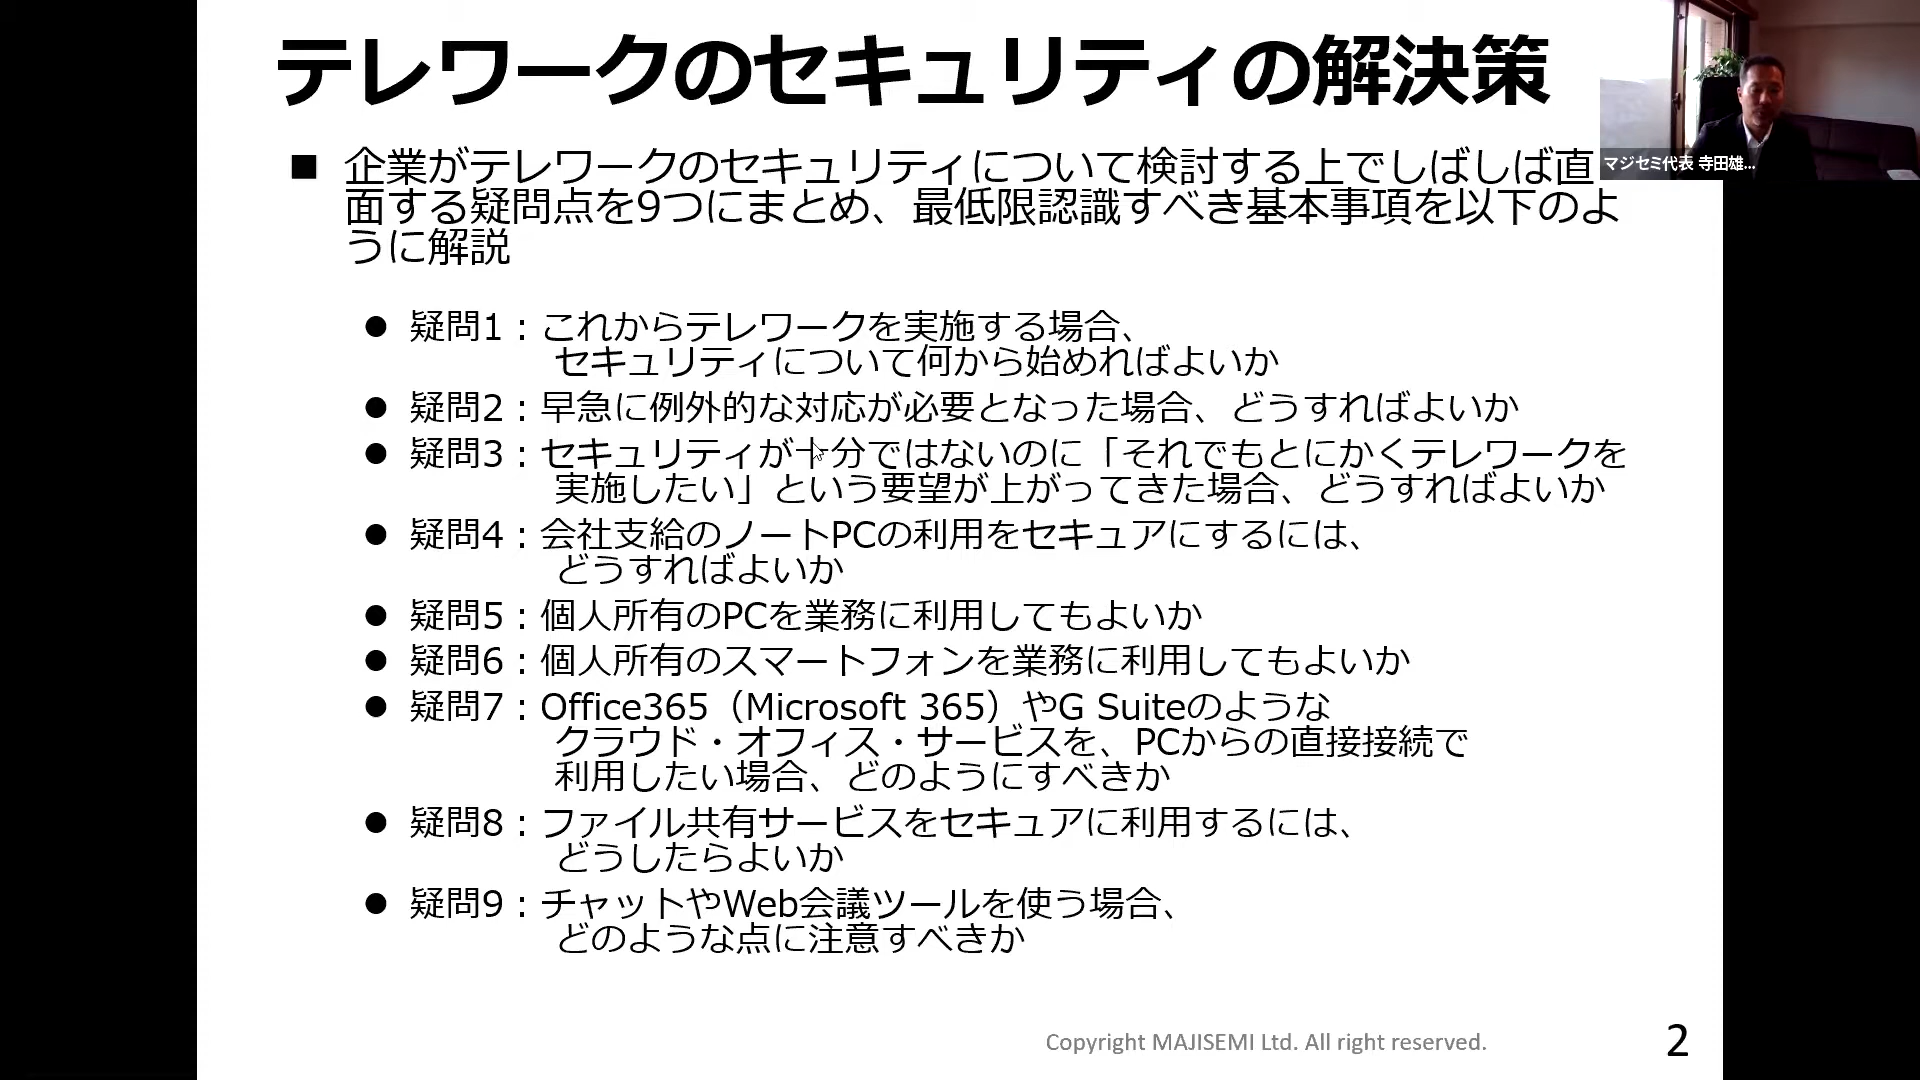 テレワークのセキュリティの解決策
■ 企業がテレワークのセキュリティについて検討する上でしばしば直
面する疑問点を9つにまとめ、最低限認識すべき基本事項を以下のよ
うに解説
● 疑問1：これからテレワークを実施する場合、
セキュリティについて何から始めればよいか
● 疑問2：早急に例外的な対応が必要となった場合、どうすればよいか
● 疑問3：セキュリティが十分ではないのに「それでもとにかくテレワークを
実施したい」という要望が上がってきた場合、どうすればよいか
● 疑問4：会社支給のノートPCの利用をセキュアにするには、
どうすればよいか
● 疑問5：個人所有のPCを業務に利用してもよいか
● 疑問6：個人所有のスマートフォンを業務に利用してもよいか
● 疑問7：Office365（Microsoft 365）やG Suiteのような
クラウド・オフィス・サービスを、PCからの直接接続で
利用したい場合、どのようにすべきか
● 疑問8：ファイル共有サービスをセキュアに利用するには、
どうしたらよいか
● 疑問9：チャットやWeb会議ツールを使う場合、
どのような点に注意すべきか
マジセミ代表 寺田雄...
Copyright MAJISEMI Ltd. All right reserved.
2